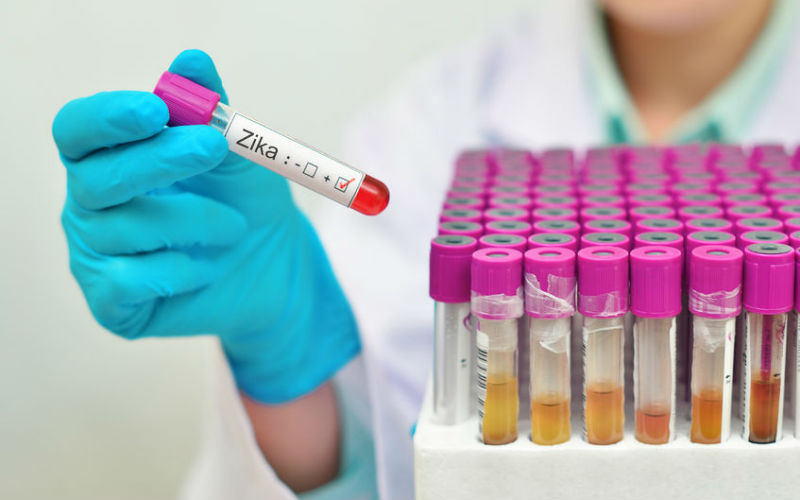 Zika : - ☐
+ ☑